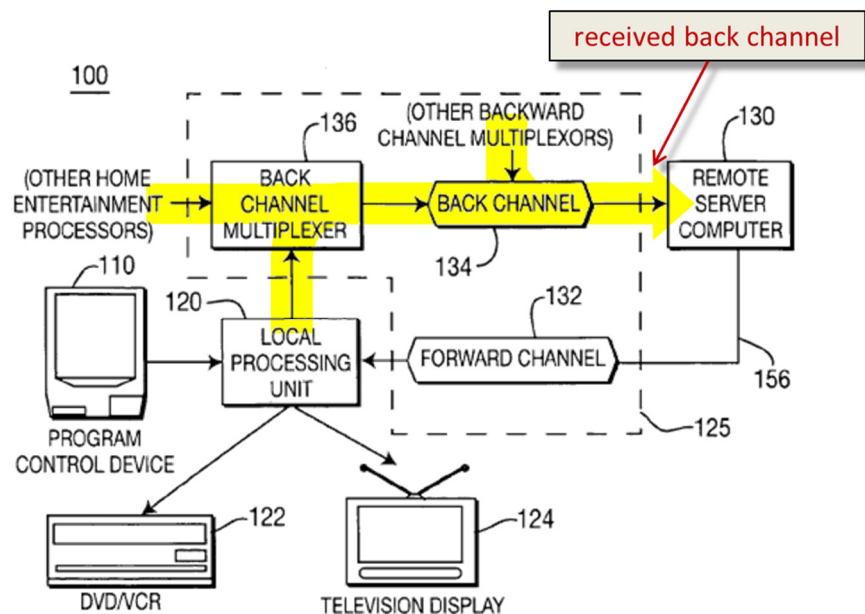 received back channel
100
136
(OTHER BACKWARD
CHANNEL MULTIPLEXORS)
130
(OTHER HOME
ENTERTAINMENT
PROCESSORS)
BACK
CHANNEL
MULTIPLEXER
BACK CHANNEL
134
REMOTE
SERVER
COMPUTER
110
120
132
LOCAL
PROCESSING
UNIT
FORWARD CHANNEL
156
125
PROGRAM
CONTROL DEVICE
122
124
DVD/VCR
TELEVISION DISPLAY